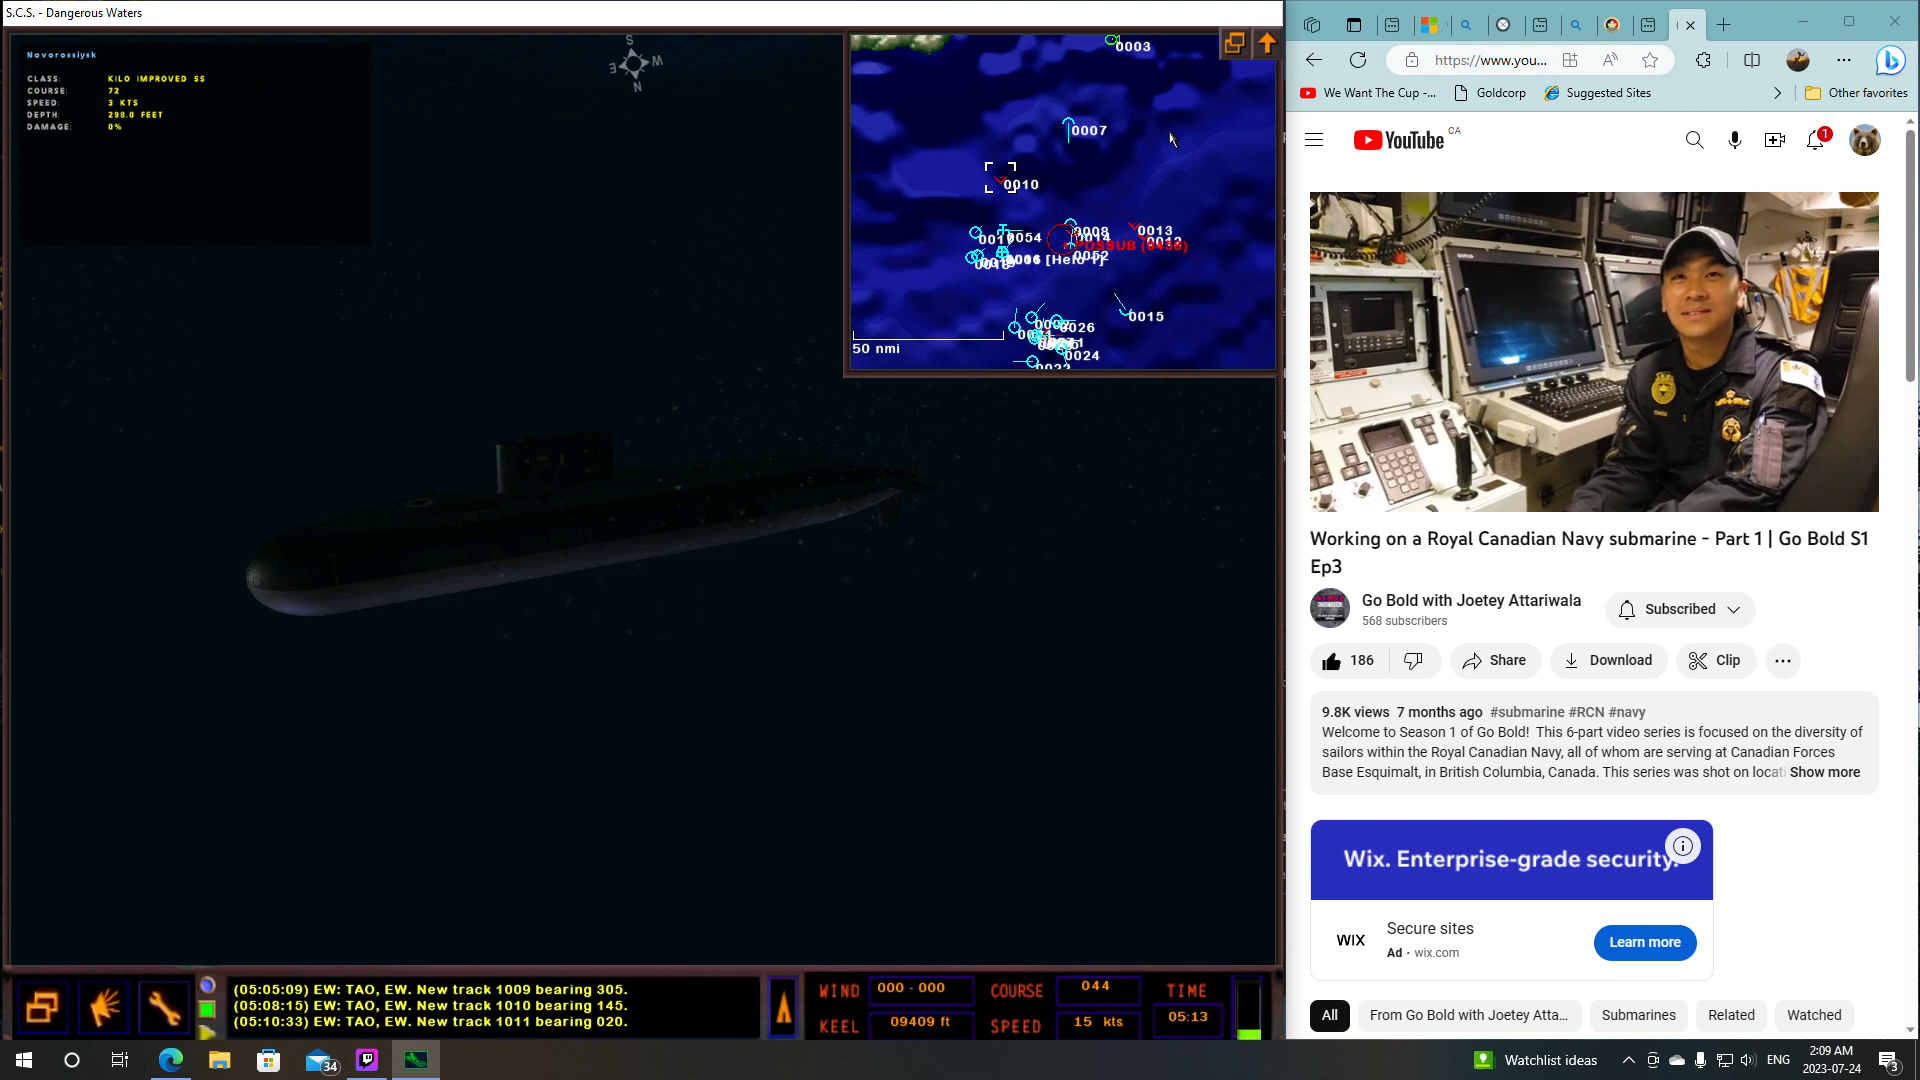 S.C.S. - Dangerous Waters
Novorossiysk
CLASS: KILO IMPROVED SS
COURSE: 72
SPEED: 3 KTS
DEPTH: 298.0 FEET
DAMAGE: 0%
S
E W
N
0003
0007
0010
0054
0008
0013
0052
0015
0026
0024
50 nmi
(05:05:09) EW: TAO, EW. New track 1009 bearing 305.
(05:08:15) EW: TAO, EW. New track 1010 bearing 145.
(05:10:33) EW: TAO, EW. New track 1011 bearing 020.
WIND 000 - 000 COURSE 044 TIME
KEEL 09409 ft SPEED 15 kts 05:13
https://www.you...
We Want The Cup -... Goldcorp Suggested Sites Other favorites
YouTube CA
1
Working on a Royal Canadian Navy submarine - Part 1 | Go Bold S1
Ep3
Go Bold with Joetey Attariwala
568 subscribers
Subscribed
186 Share Download Clip
9.8K views 7 months ago #submarine #RCN #navy
Welcome to Season 1 of Go Bold! This 6-part video series is focused on the diversity of
sailors within the Royal Canadian Navy, all of whom are serving at Canadian Forces
Base Esquimalt, in British Columbia, Canada. This series was shot on locati Show more
Wix. Enterprise-grade security.
WIX
Secure sites
Ad · wix.com
Learn more
All From Go Bold with Joetey Atta... Submarines Related Watched
34
Watchlist ideas ENG 2:09 AM
2023-07-24
3